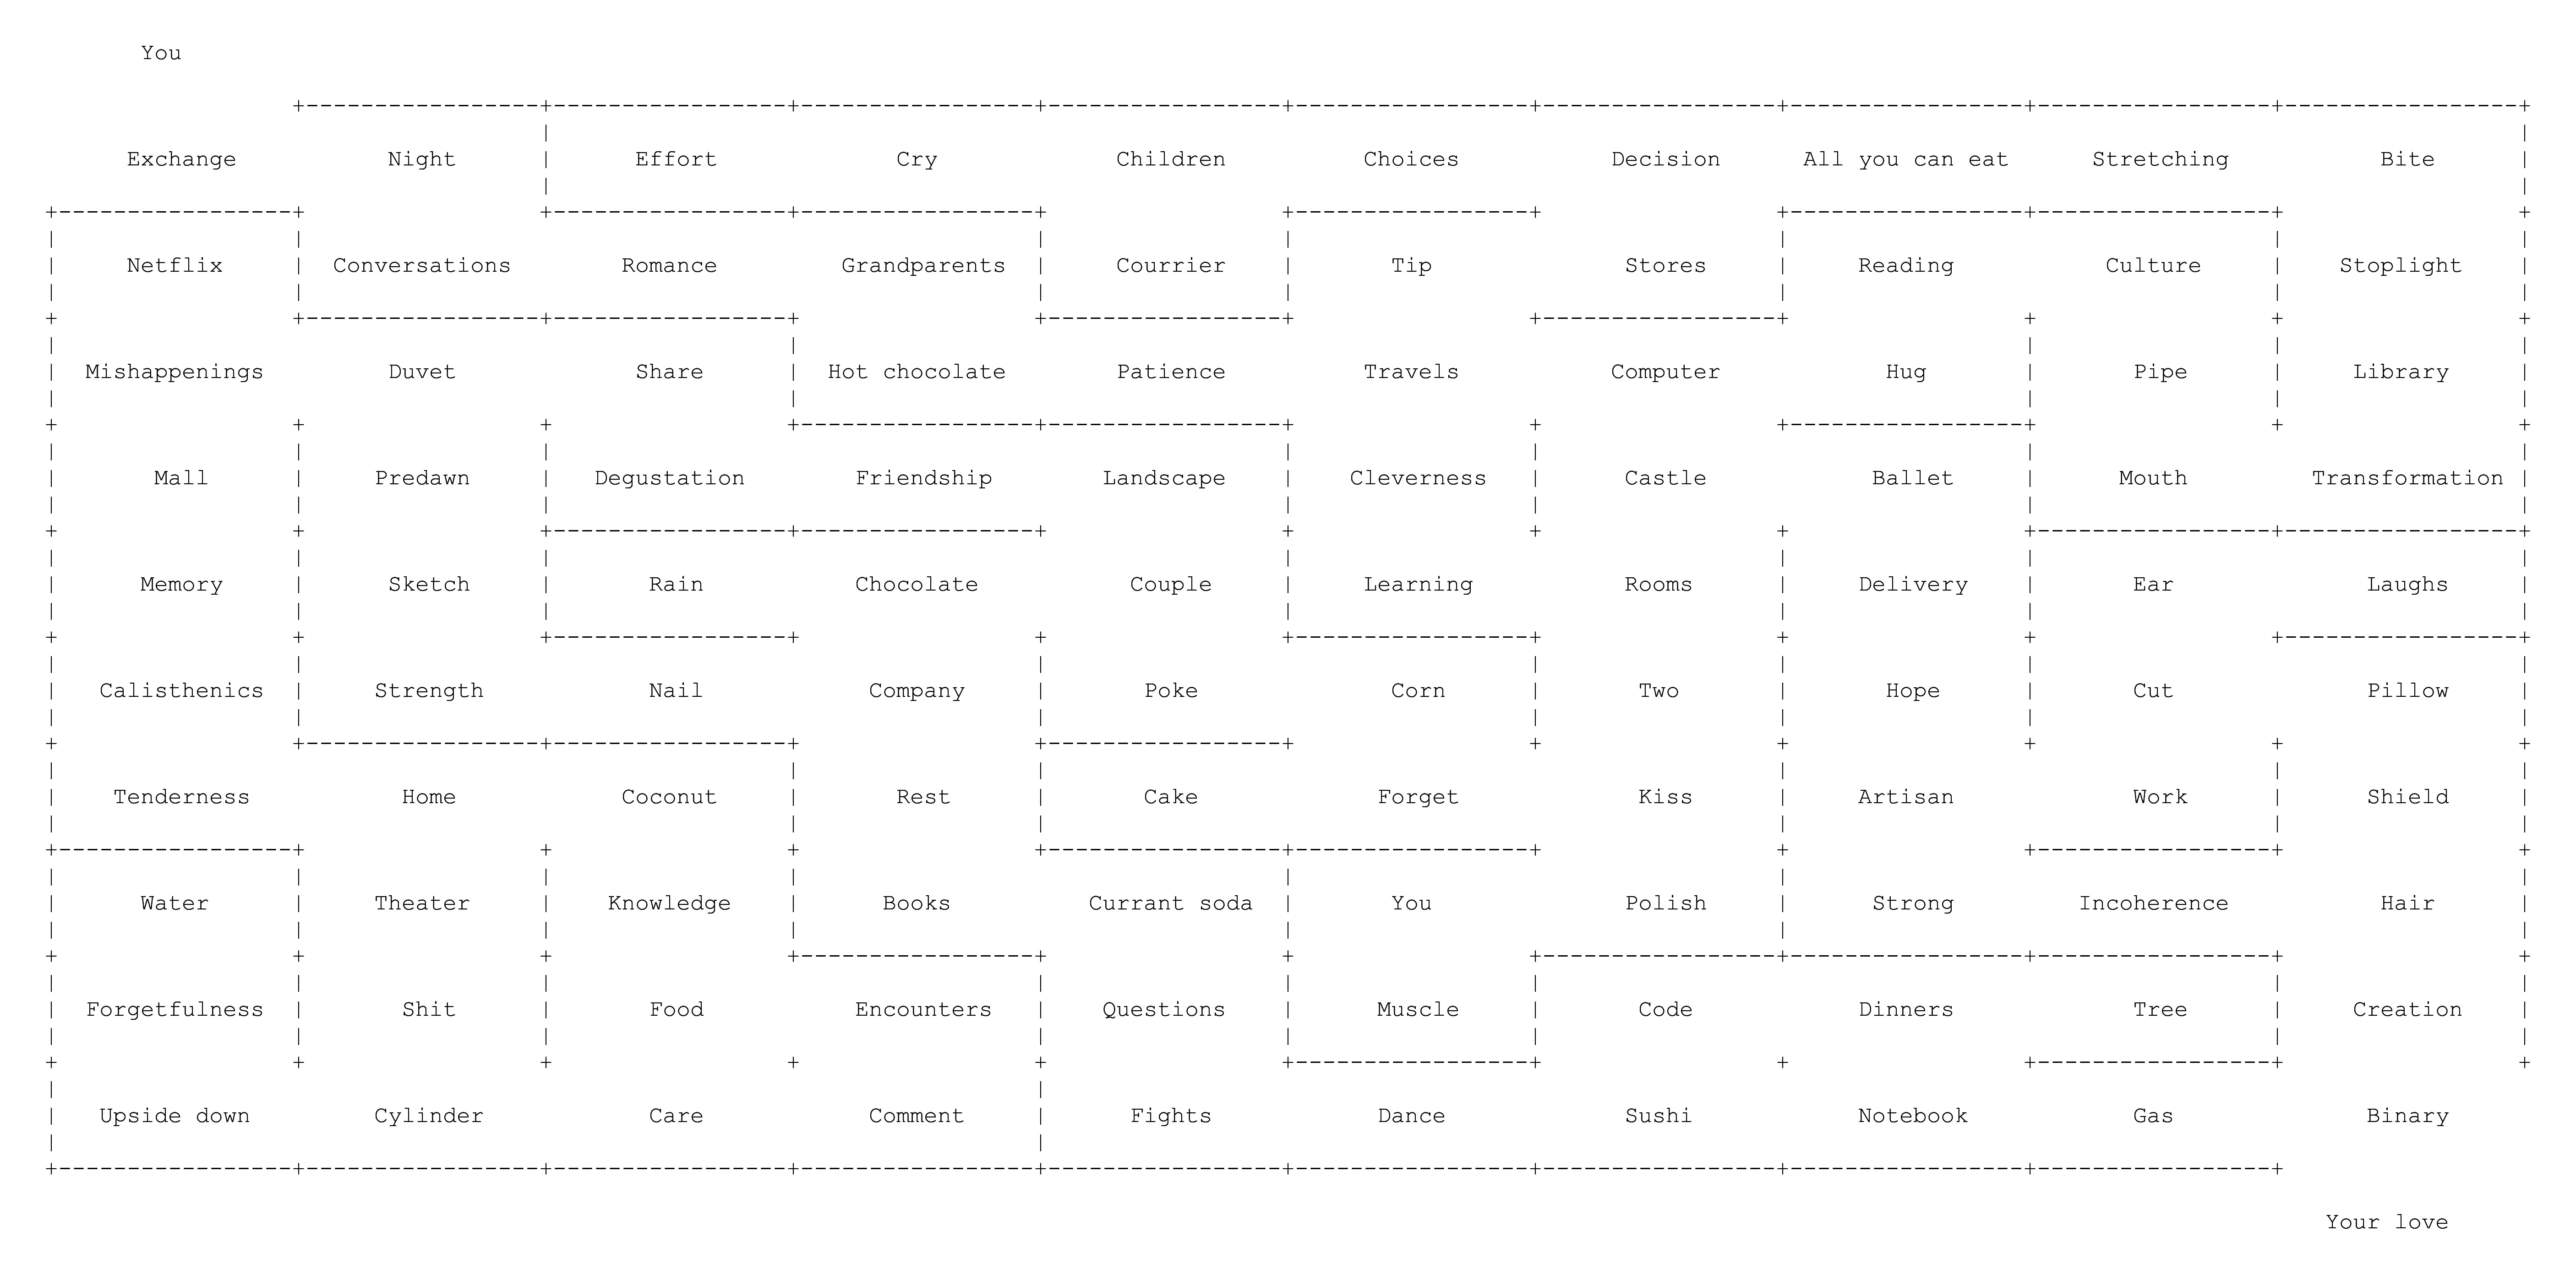 You
Exchange Night Effort Cry Children Choices Decision All you can eat Stretching Bite
Netflix Conversations Romance Grandparents Courrier Tip Stores Reading Culture Stoplight
Mishappenings Duvet Share Hot chocolate Patience Travels Computer Hug Pipe Library
Mall Predawn Degustation Friendship Landscape Cleverness Castle Ballet Mouth Transformation
Memory Sketch Rain Chocolate Couple Learning Rooms Delivery Ear Laughs
Calisthenics Strength Nail Company Poke Corn Two Hope Cut Pillow
Tenderness Home Coconut Rest Cake Forget Kiss Artisan Work Shield
Water Theater Knowledge Books Currant soda You Polish Strong Incoherence Hair
Forgetfulness Shit Food Encounters Questions Muscle Code Dinners Tree Creation
Upside down Cylinder Care Comment Fights Dance Sushi Notebook Gas Binary
Your love